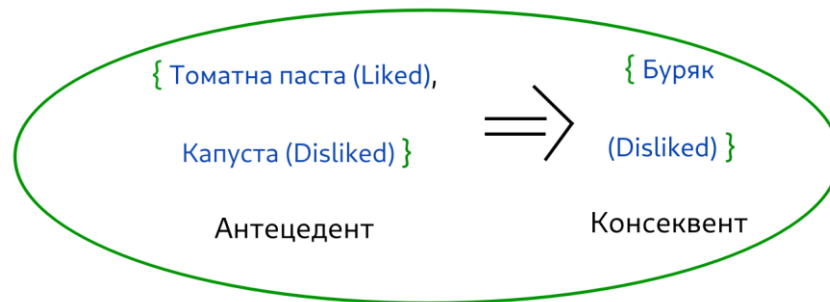 { Томатна паста (Liked),
Капуста (Disliked) }
Антецедент
{ Буряк
(Disliked) }
Консеквент